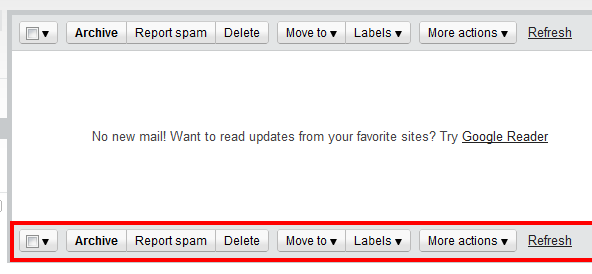 Archive Report spam Delete Move to Labels More actions Refresh
No new mail! Want to read updates from your favorite sites? Try Google Reader
Archive Report spam Delete Move to Labels More actions Refresh